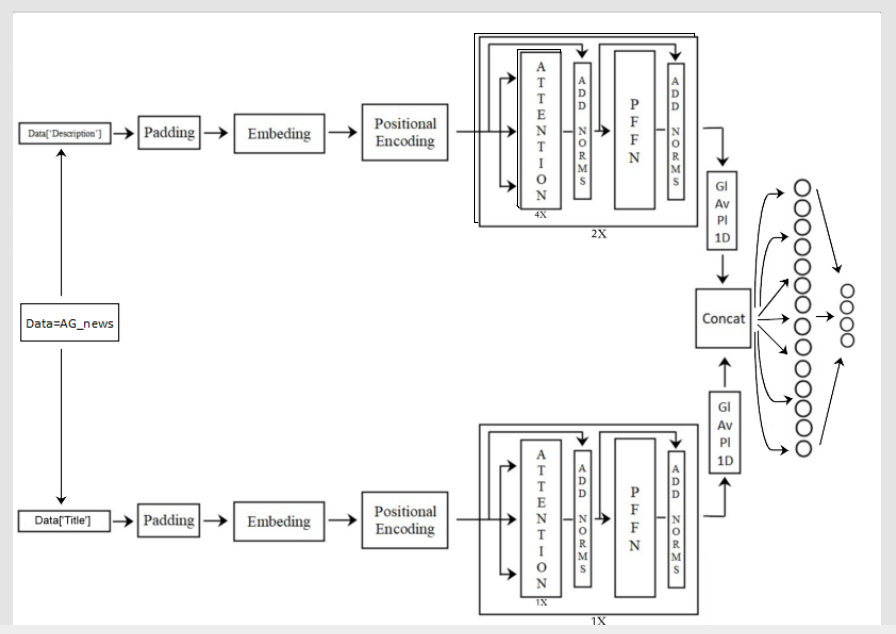 Data['Description']
Padding
Embeding
Positional
Encoding
ATTENTION
4X
ADD NORMS
PFFN
ADD NORMS
2X
Gl
Av
Pl
1D
Concat
Data=AG_news
Data['Title']
Padding
Embeding
Positional
Encoding
ATTENTION
1X
ADD NORMS
PFFN
ADD NORMS
1X
Gl
Av
Pl
1D